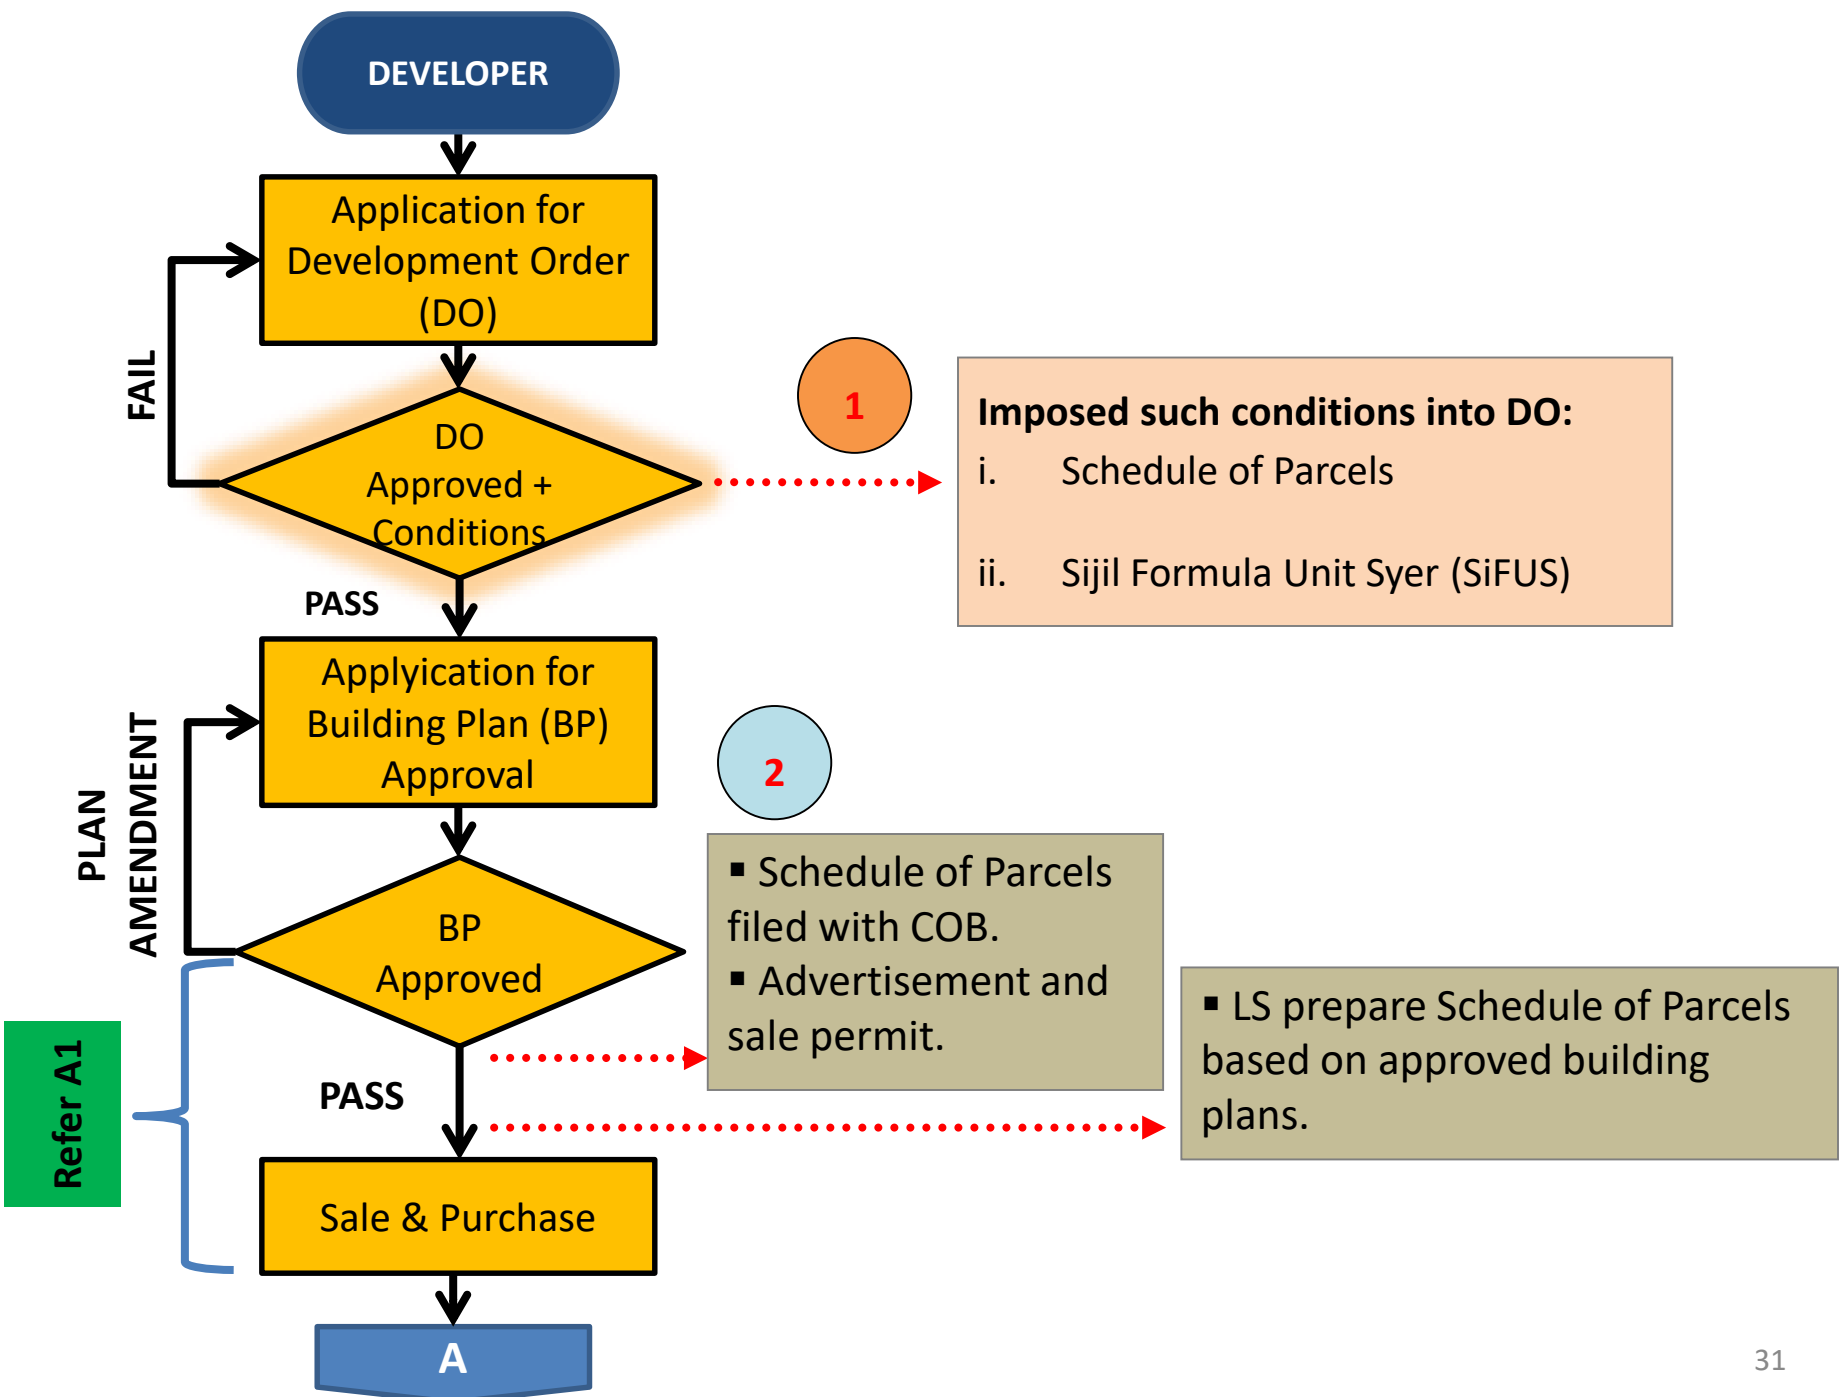 DEVELOPER
Application for
Development Order
(DO)
FAIL
DO
Approved +
Conditions
1
Imposed such conditions into DO:
i. Schedule of Parcels
ii. Sijil Formula Unit Syer (SiFUS)
PASS
Applyication for
Building Plan (BP)
Approval
PLAN
AMENDMENT
2
BP
Approved
▪ Schedule of Parcels
filed with COB.
▪ Advertisement and
sale permit.
▪ LS prepare Schedule of Parcels
based on approved building
plans.
Refer A1
PASS
Sale & Purchase
A
31